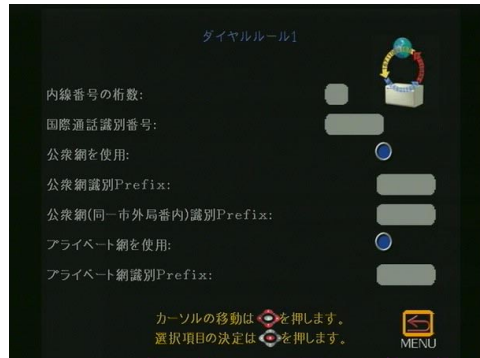 ダイヤルルール1
内線番号の桁数:
国際通話識別番号:
公衆網を使用:
公衆網識別Prefix:
公衆網(同一市外局番内)識別Prefix:
プライベート網を使用:
プライベート網識別Prefix:
カーソルの移動は を押します。
選択項目の決定は を押します。
MENU